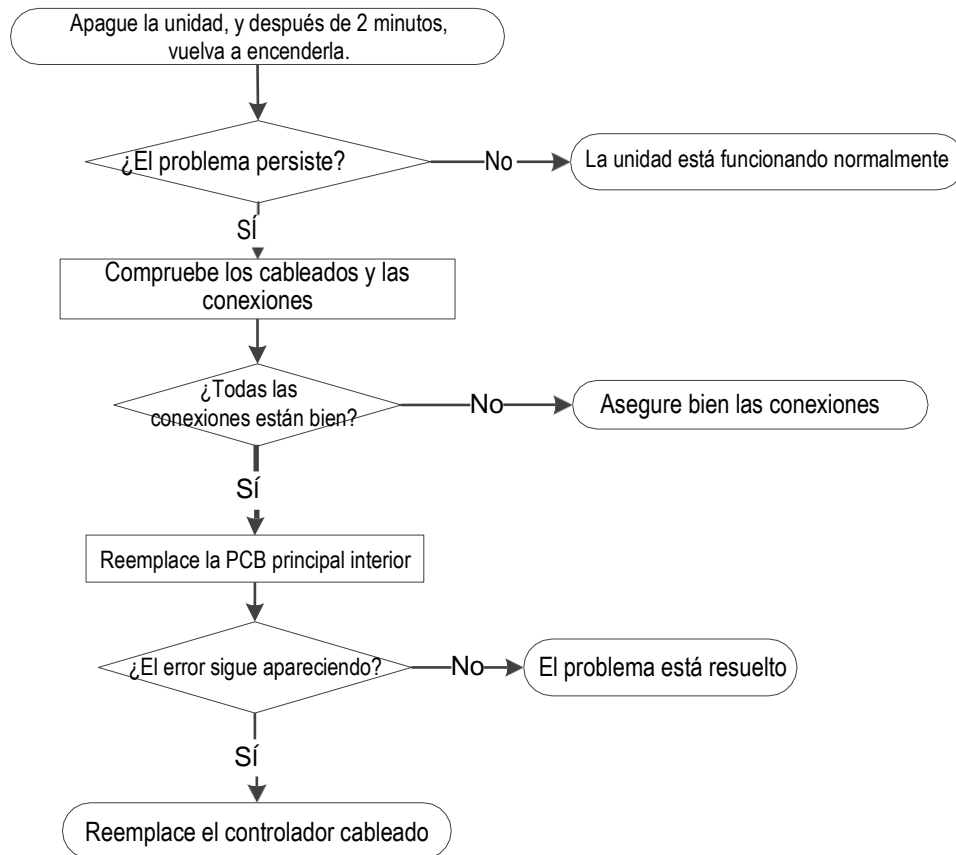 Apague la unidad, y después de 2 minutos,
vuelva a encenderla.
¿El problema persiste?
No
La unidad está funcionando normalmente
SÍ
Compruebe los cableados y las
conexiones
¿Todas las
conexiones están bien?
No
Asegure bien las conexiones
SÍ
Reemplace la PCB principal interior
¿El error sigue apareciendo?
No
El problema está resuelto
SÍ
Reemplace el controlador cableado